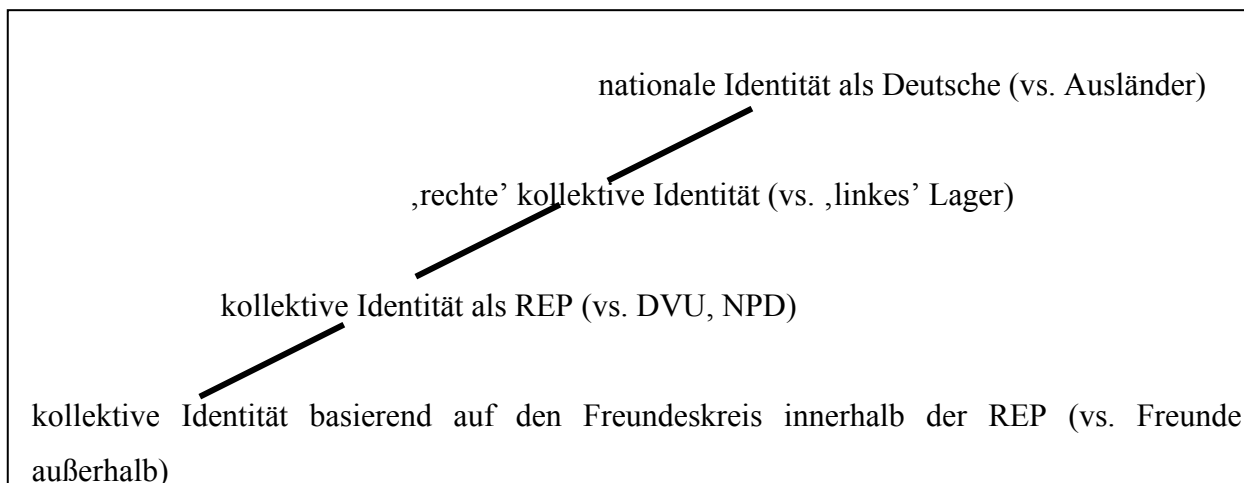 nationale Identität als Deutsche (vs. Ausländer)
‚rechte’ kollektive Identität (vs. ‚linkes’ Lager)
kollektive Identität als REP (vs. DVU, NPD)
kollektive Identität basierend auf den Freundeskreis innerhalb der REP (vs. Freunde
außerhalb)